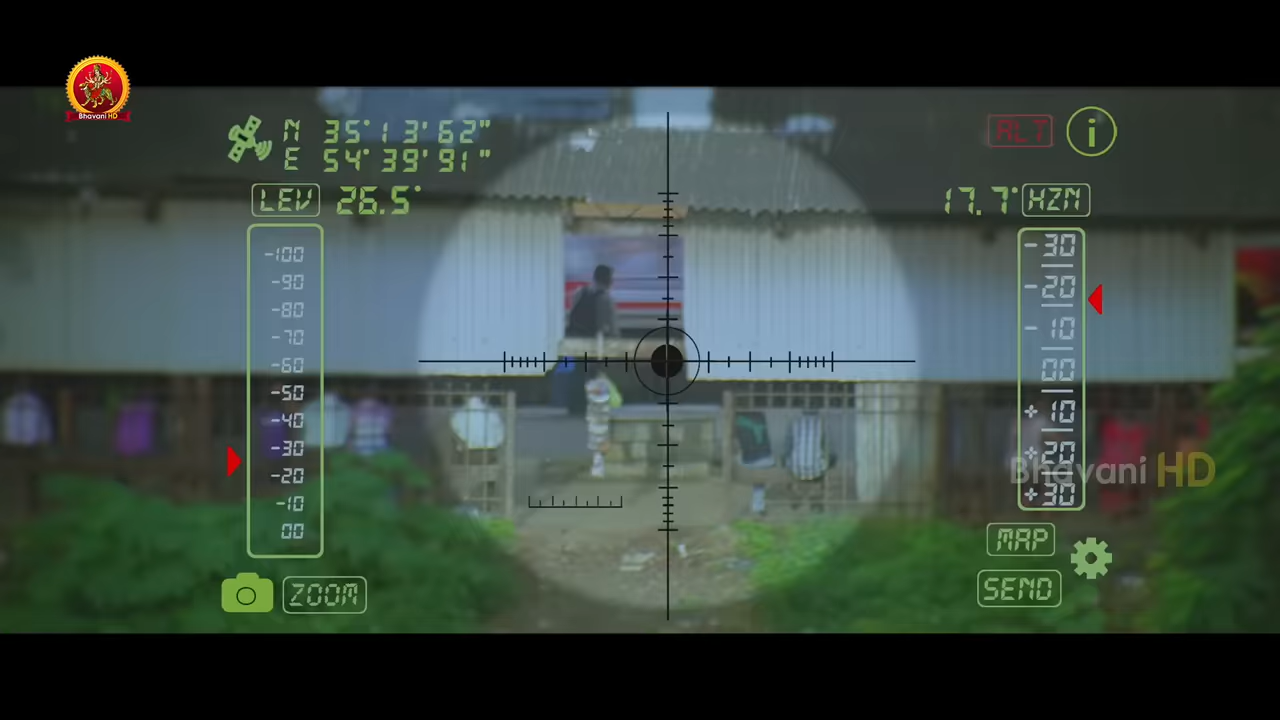 Bhavani HD
N 35°13'62"
E 54°39'91"
ALT
i
LEV 26.5°
17.7° HZN
-100
-90
-80
-70
-60
-50
-40
-30
-20
-10
00
-30
-20
-10
00
+10
+20
+30
Bhavani HD
ZOOM
MAP
SEND